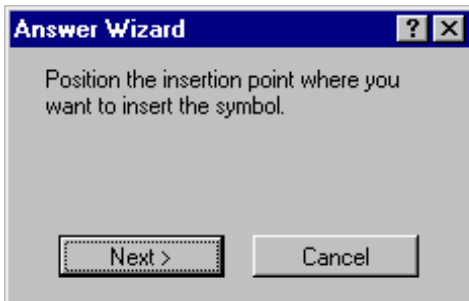 Answer Wizard
Position the insertion point where you
want to insert the symbol.
Next >
Cancel